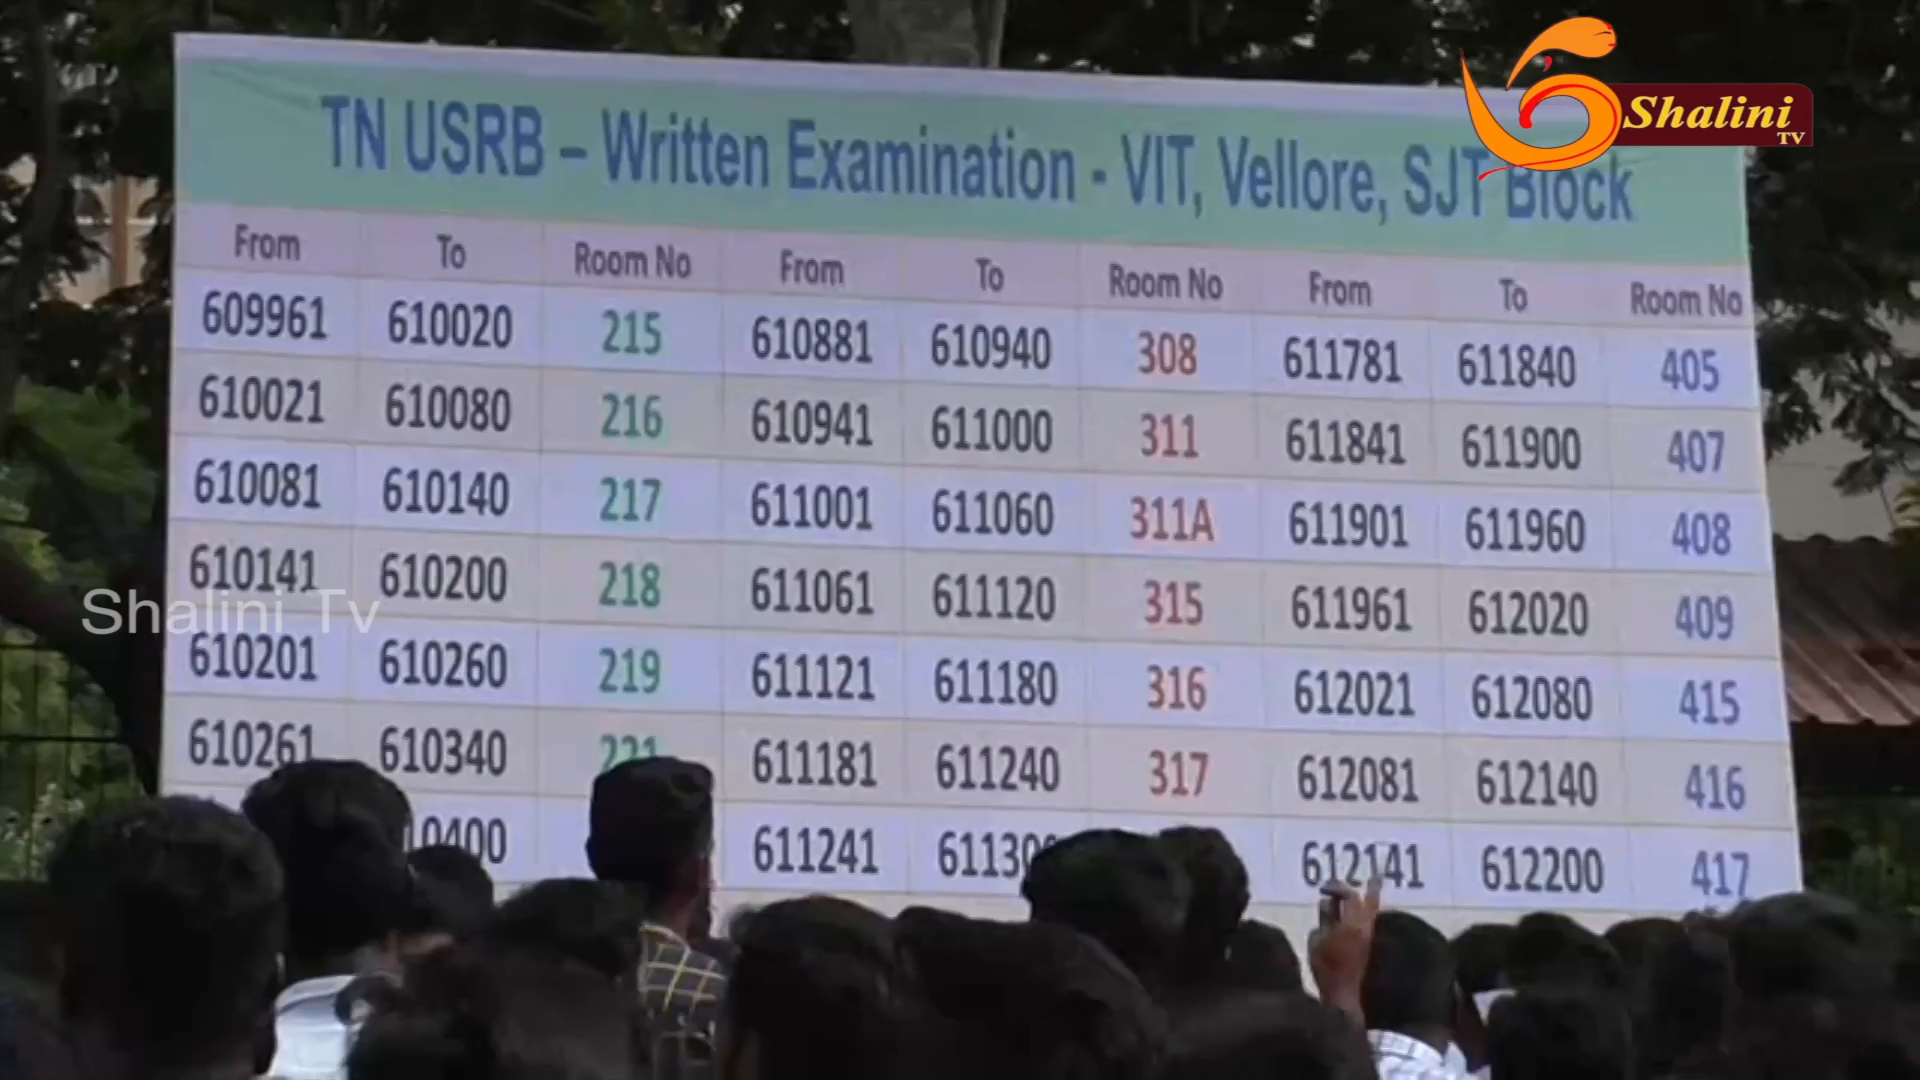 Shalini
TV
TN USRB – Written Examination - VIT, Vellore, SJT Block
From To Room No From To Room No From To Room No
609961 610020 215 610881 610940 308 611781 611840 405
610021 610080 216 610941 611000 311 611841 611900 407
610081 610140 217 611001 611060 311A 611901 611960 408
610141 610200 218 611061 611120 315 611961 612020 409
Shalini Tv
610201 610260 219 611121 611180 316 612021 612080 415
610261 610340 221 611181 611240 317 612081 612140 416
611241 612141 612200 417